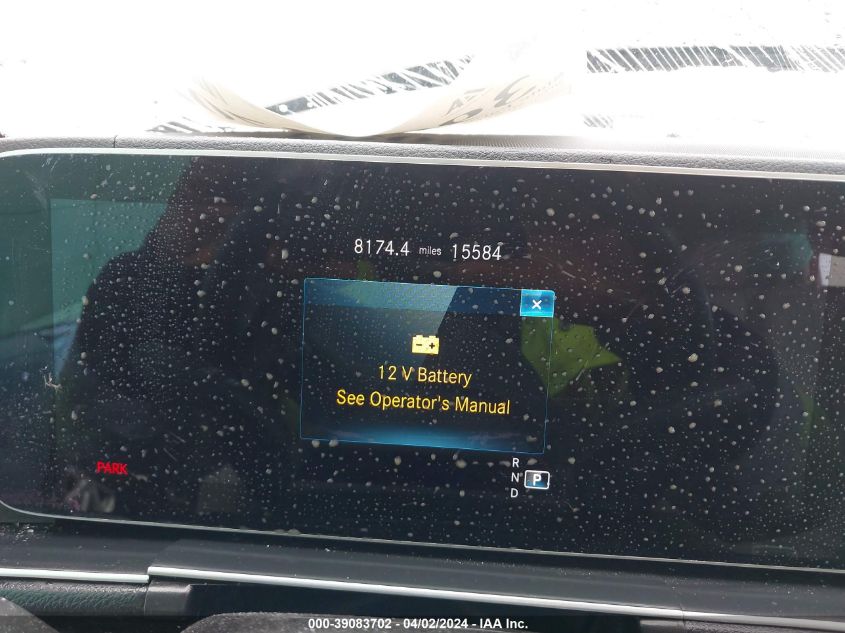 8174.4 miles 15584
×
12 V Battery
See Operator's Manual
PARK
R
N P
D
000-39083702 - 04/02/2024 - IAA Inc.